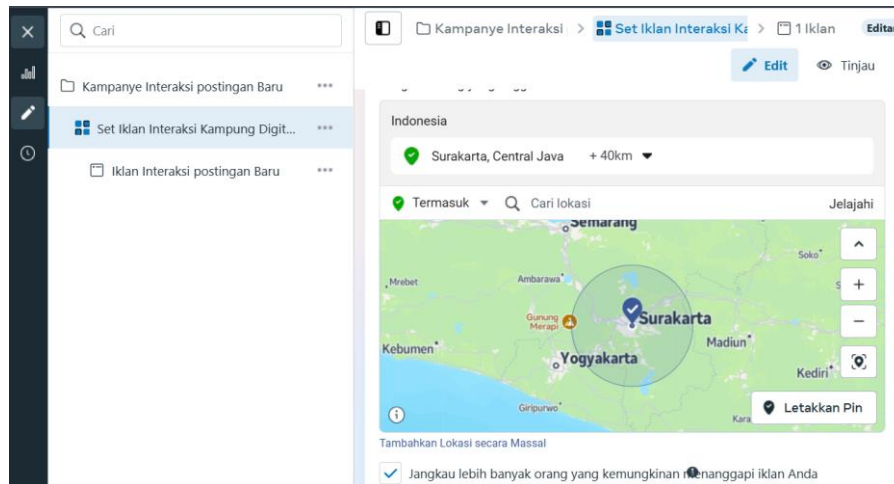 Cari
Kampanye Interaksi postingan Baru
Set Iklan Interaksi Kampung Digit...
Iklan Interaksi postingan Baru
Kampanye Interaksi > Set Iklan Interaksi Ka > 1 Iklan
Edit Tinjau
Indonesia
Surakarta, Central Java + 40km
Termasuk Cari lokasi Jelajahi
Semarang
Soko
Mrebet
Ambarawa
Gunung
Merapi
Surakarta
Madiun
Kebumen
Yogyakarta
Kediri
Giripurwo
Letakkan Pin
Tambahkan Lokasi secara Massal
Jangkau lebih banyak orang yang kemungkinan menanggapi iklan Anda